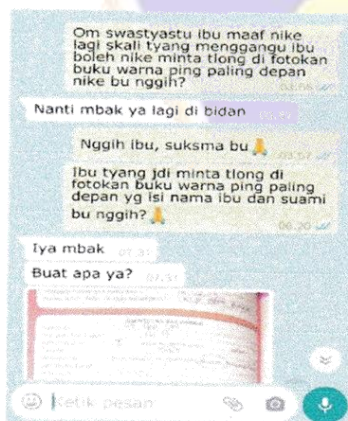 Om swastyastu ibu maaf nike
lagi skali tyang menggangu ibu
boleh nike minta tlong di fotokan
buku warna ping paling depan
nike bu nggih?
Nanti mbak ya lagi di bidan
Nggih ibu, suksma bu🙏
03.57
Ibu tyang jdi minta tlong di
fotokan buku warna ping paling
depan yg isi nama ibu dan suami
bu nggih?🙏
06.20
Iya mbak
07.31
Buat apa ya?
07.31
Ketik pesan